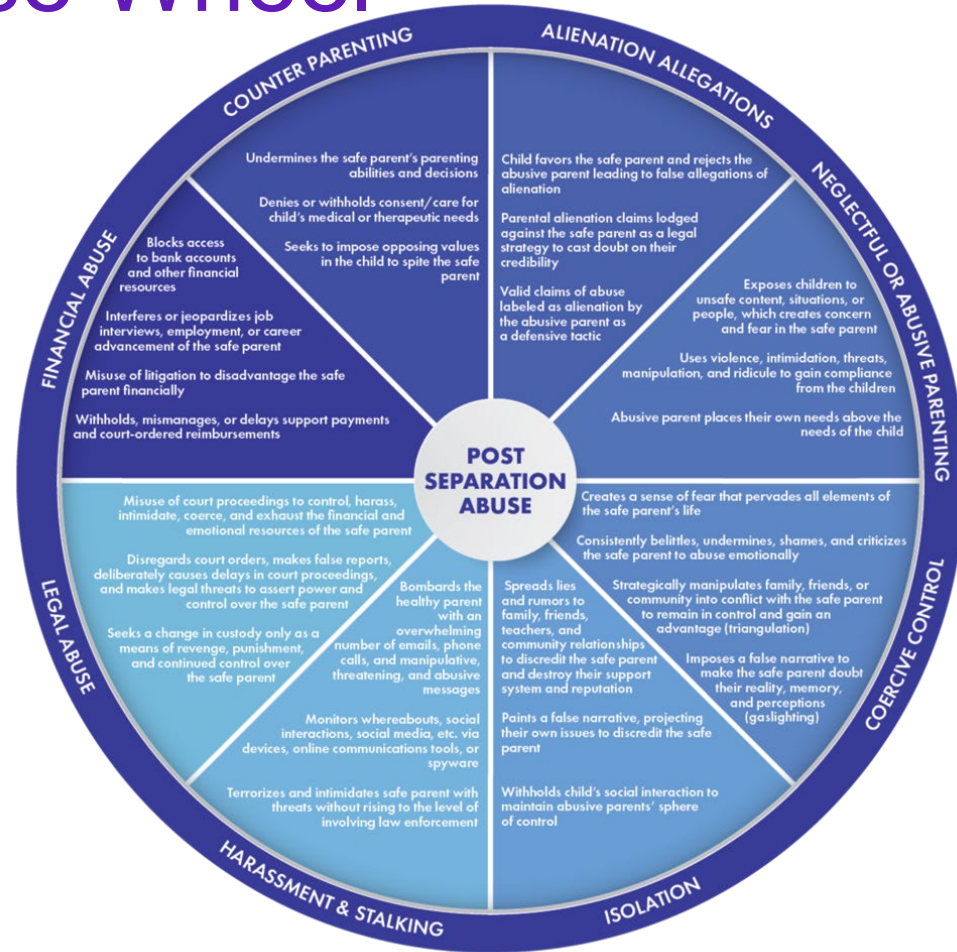 Wheel
POST
SEPARATION
ABUSE
COUNTER PARENTING
Undermines the safe parent's parenting
abilities and decisions
Denies or withholds consent/care for
child's medical or therapeutic needs
Seeks to impose opposing values
in the child to spite the safe
parent
ALIENATION ALLEGATIONS
Child favors the safe parent and rejects the
abusive parent leading to false allegations of
alienation
Parental alienation claims lodged
against the safe parent as a legal
strategy to cast doubt on their
credibility
Valid claims of abuse
labeled as alienation by
the abusive parent as
a defensive tactic
NEGLECTFUL OR ABUSIVE PARENTING
Exposes children to
unsafe content, situations, or
people, which creates concern
and fear in the safe parent
Uses violence, intimidation, threats,
manipulation, and ridicule to gain compliance
from the children
Abusive parent places their own needs above the
needs of the child
COERCIVE CONTROL
Creates a sense of fear that pervades all elements of
the safe parent's life
Consistently belittles, undermines, shames, and criticizes
the safe parent to abuse emotionally
Strategically manipulates family, friends, or
community into conflict with the safe parent
to remain in control and gain an
advantage (triangulation)
Imposes a false narrative to
make the safe parent doubt
their reality, memory,
and perceptions
(gaslighting)
ISOLATION
Spreads lies
and rumors to
family, friends,
teachers, and
community relationships
to discredit the safe parent
and destroy their support
system and reputation
Paints a false narrative, projecting
their own issues to discredit the safe
parent
Withholds child's social interaction to
maintain abusive parents' sphere
of control
HARASSMENT & STALKING
Bombards the
healthy parent
with an
overwhelming
number of emails, phone
calls, and manipulative,
threatening, and abusive
messages
Monitors whereabouts, social
interactions, social media, etc. via
devices, online communications tools, or
spyware
Terrorizes and intimidates safe parent with
threats without rising to the level of
involving law enforcement
LEGAL ABUSE
Misuse of court proceedings to control, harass,
intimidate, coerce, and exhaust the financial and
emotional resources of the safe parent
Disregards court orders, makes false reports,
deliberately causes delays in court proceedings,
and makes legal threats to assert power and
control over the safe parent
Seeks a change in custody only as a
means of revenge, punishment,
and continued control over
the safe parent
FINANCIAL ABUSE
Blocks access
to bank accounts
and other financial
resources
Interferes or jeopardizes job
interviews, employment, or career
advancement of the safe parent
Misuse of litigation to disadvantage the safe
parent financially
Withholds, mismanages, or delays support payments
and court-ordered reimbursements